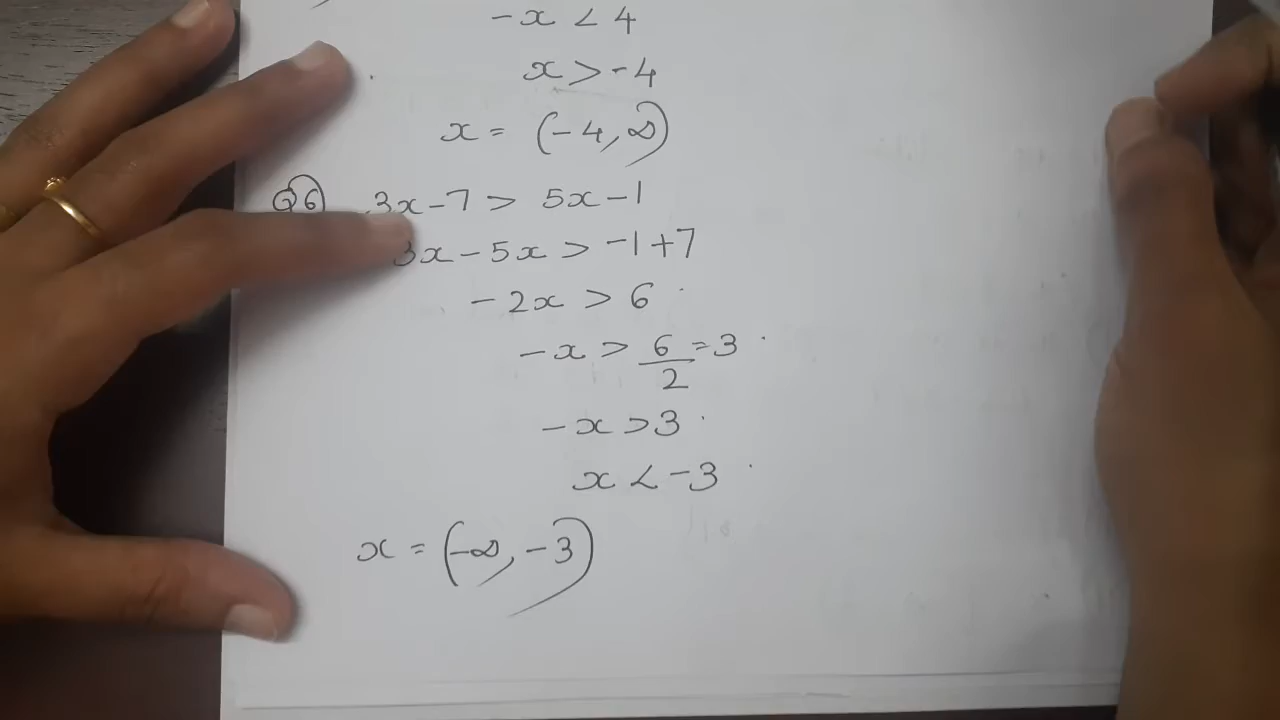 -x < 4
x > -4
x = (-4, ∞)
Q6 3x-7 > 5x-1
3x-5x > -1+7
-2x > 6
-x > 6/2 = 3
-x > 3
x < -3
x = (-∞, -3)